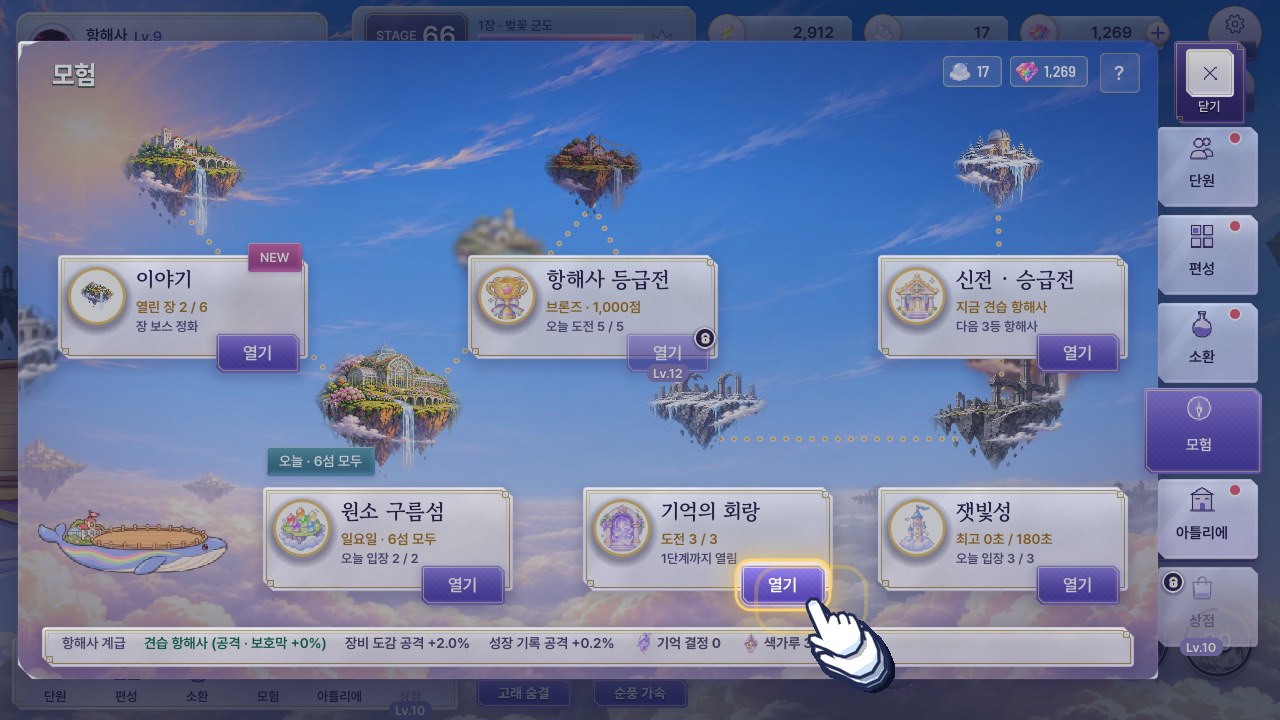 항해사 Lv.9
STAGE 66
1장 · 벚꽃 군도
2,912
17
1,269
모험
17
1,269
?
닫기
단원
편성
소환
모험
아틀리에
상점
Lv.10
NEW
이야기
열린 장 2 / 6
장 보스 정화
열기
항해사 등급전
브론즈 · 1,000점
오늘 도전 5 / 5
열기
Lv.12
신전 · 승급전
지금 견습 항해사
다음 3등 항해사
열기
오늘 · 6섬 모두
원소 구름섬
일요일 · 6섬 모두
오늘 입장 2 / 2
열기
기억의 회랑
도전 3 / 3
1단계까지 열림
열기
잿빛성
최고 0초 / 180초
오늘 입장 3 / 3
열기
항해사 계급 견습 항해사 (공격 · 보호막 +0%) 장비 도감 공격 +2.0% 성장 기록 공격 +0.2% 기억 결정 0 색가루
단원 편성 소환 모험 아틀리에 상점
Lv.10
고래 숨결
순풍 가속